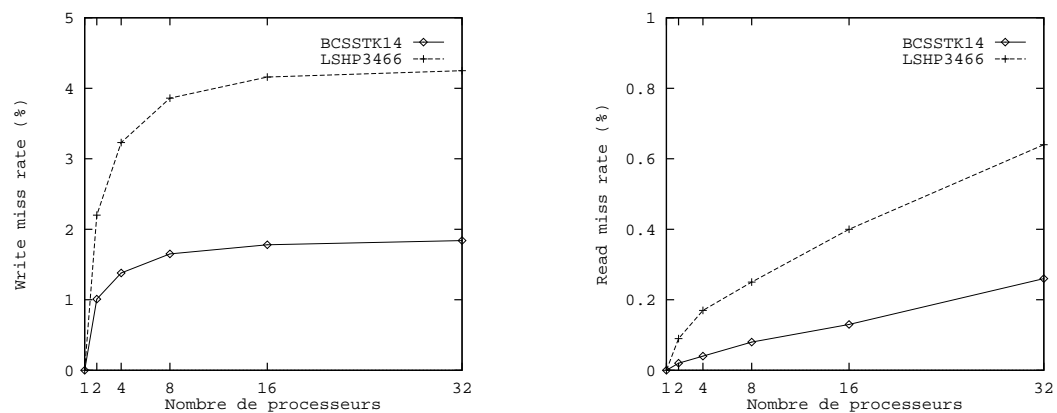 5
4
3
2
1
0
Write miss rate (%)
BCSSTK14
LSHP3466
1 2 4 8 16 32
Nombre de processeurs
1
0.8
0.6
0.4
0.2
0
Read miss rate (%)
BCSSTK14
LSHP3466
1 2 4 8 16 32
Nombre de processeurs